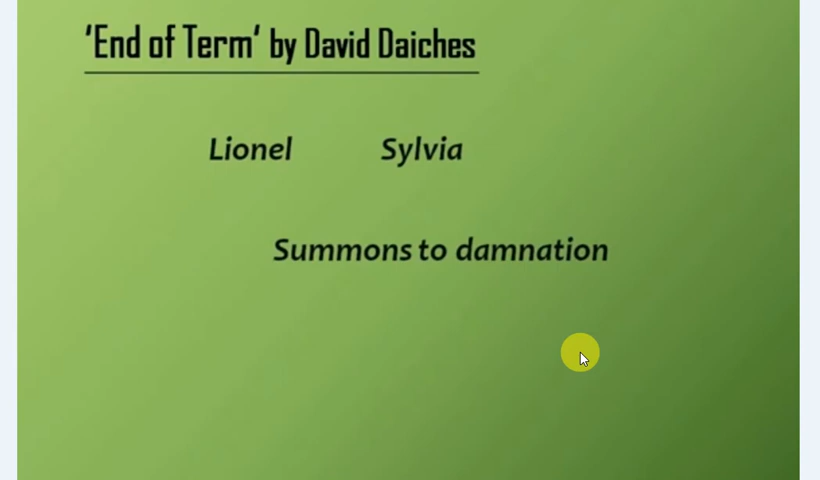 ‘End of Term’ by David Daiches
Lionel Sylvia
Summons to damnation